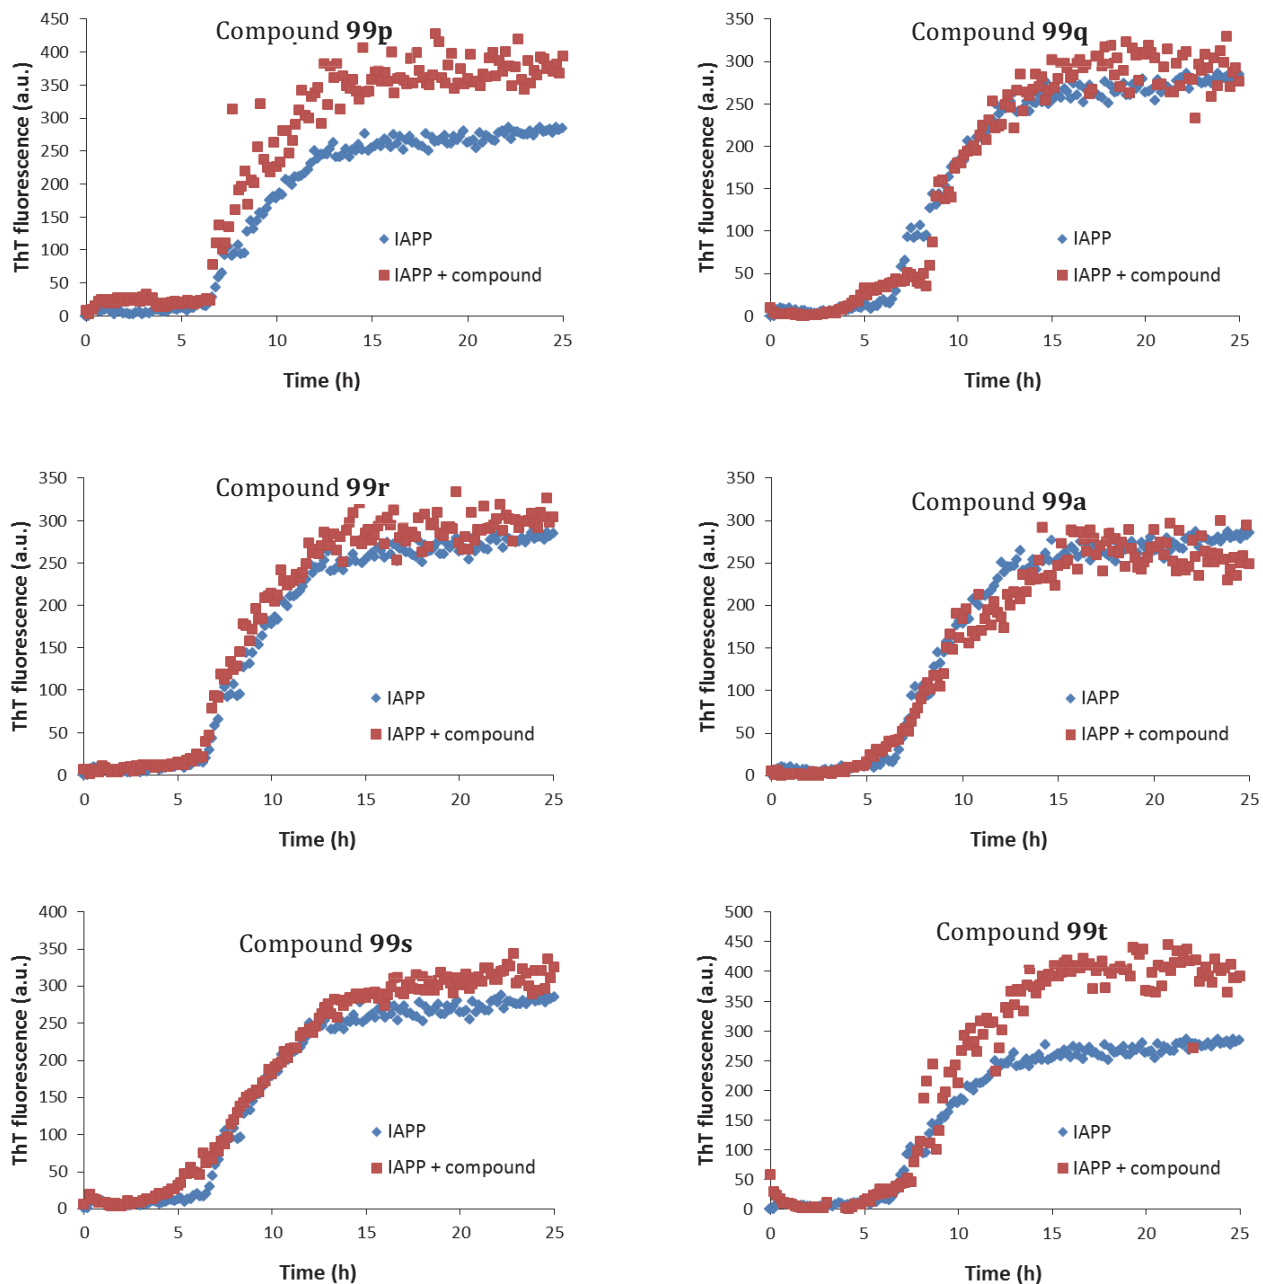 Compound 99p
ThT fluorescence (a.u.)
450
400
350
300
250
200
150
100
50
0
IAPP
IAPP + compound
0 5 10 15 20 25
Time (h)
Compound 99q
ThT fluorescence (a.u.)
350
300
250
200
150
100
50
0
IAPP
IAPP + compound
0 5 10 15 20 25
Time (h)
Compound 99r
ThT fluorescence (a.u.)
350
300
250
200
150
100
50
0
IAPP
IAPP + compound
0 5 10 15 20 25
Time (h)
Compound 99a
ThT fluorescence (a.u.)
350
300
250
200
150
100
50
0
IAPP
IAPP + compound
0 5 10 15 20 25
Time (h)
Compound 99s
ThT fluorescence (a.u.)
400
350
300
250
200
150
100
50
0
IAPP
IAPP + compound
0 5 10 15 20 25
Time (h)
Compound 99t
ThT fluorescence (a.u.)
500
450
400
350
300
250
200
150
100
50
0
IAPP
IAPP + compound
0 5 10 15 20 25
Time (h)